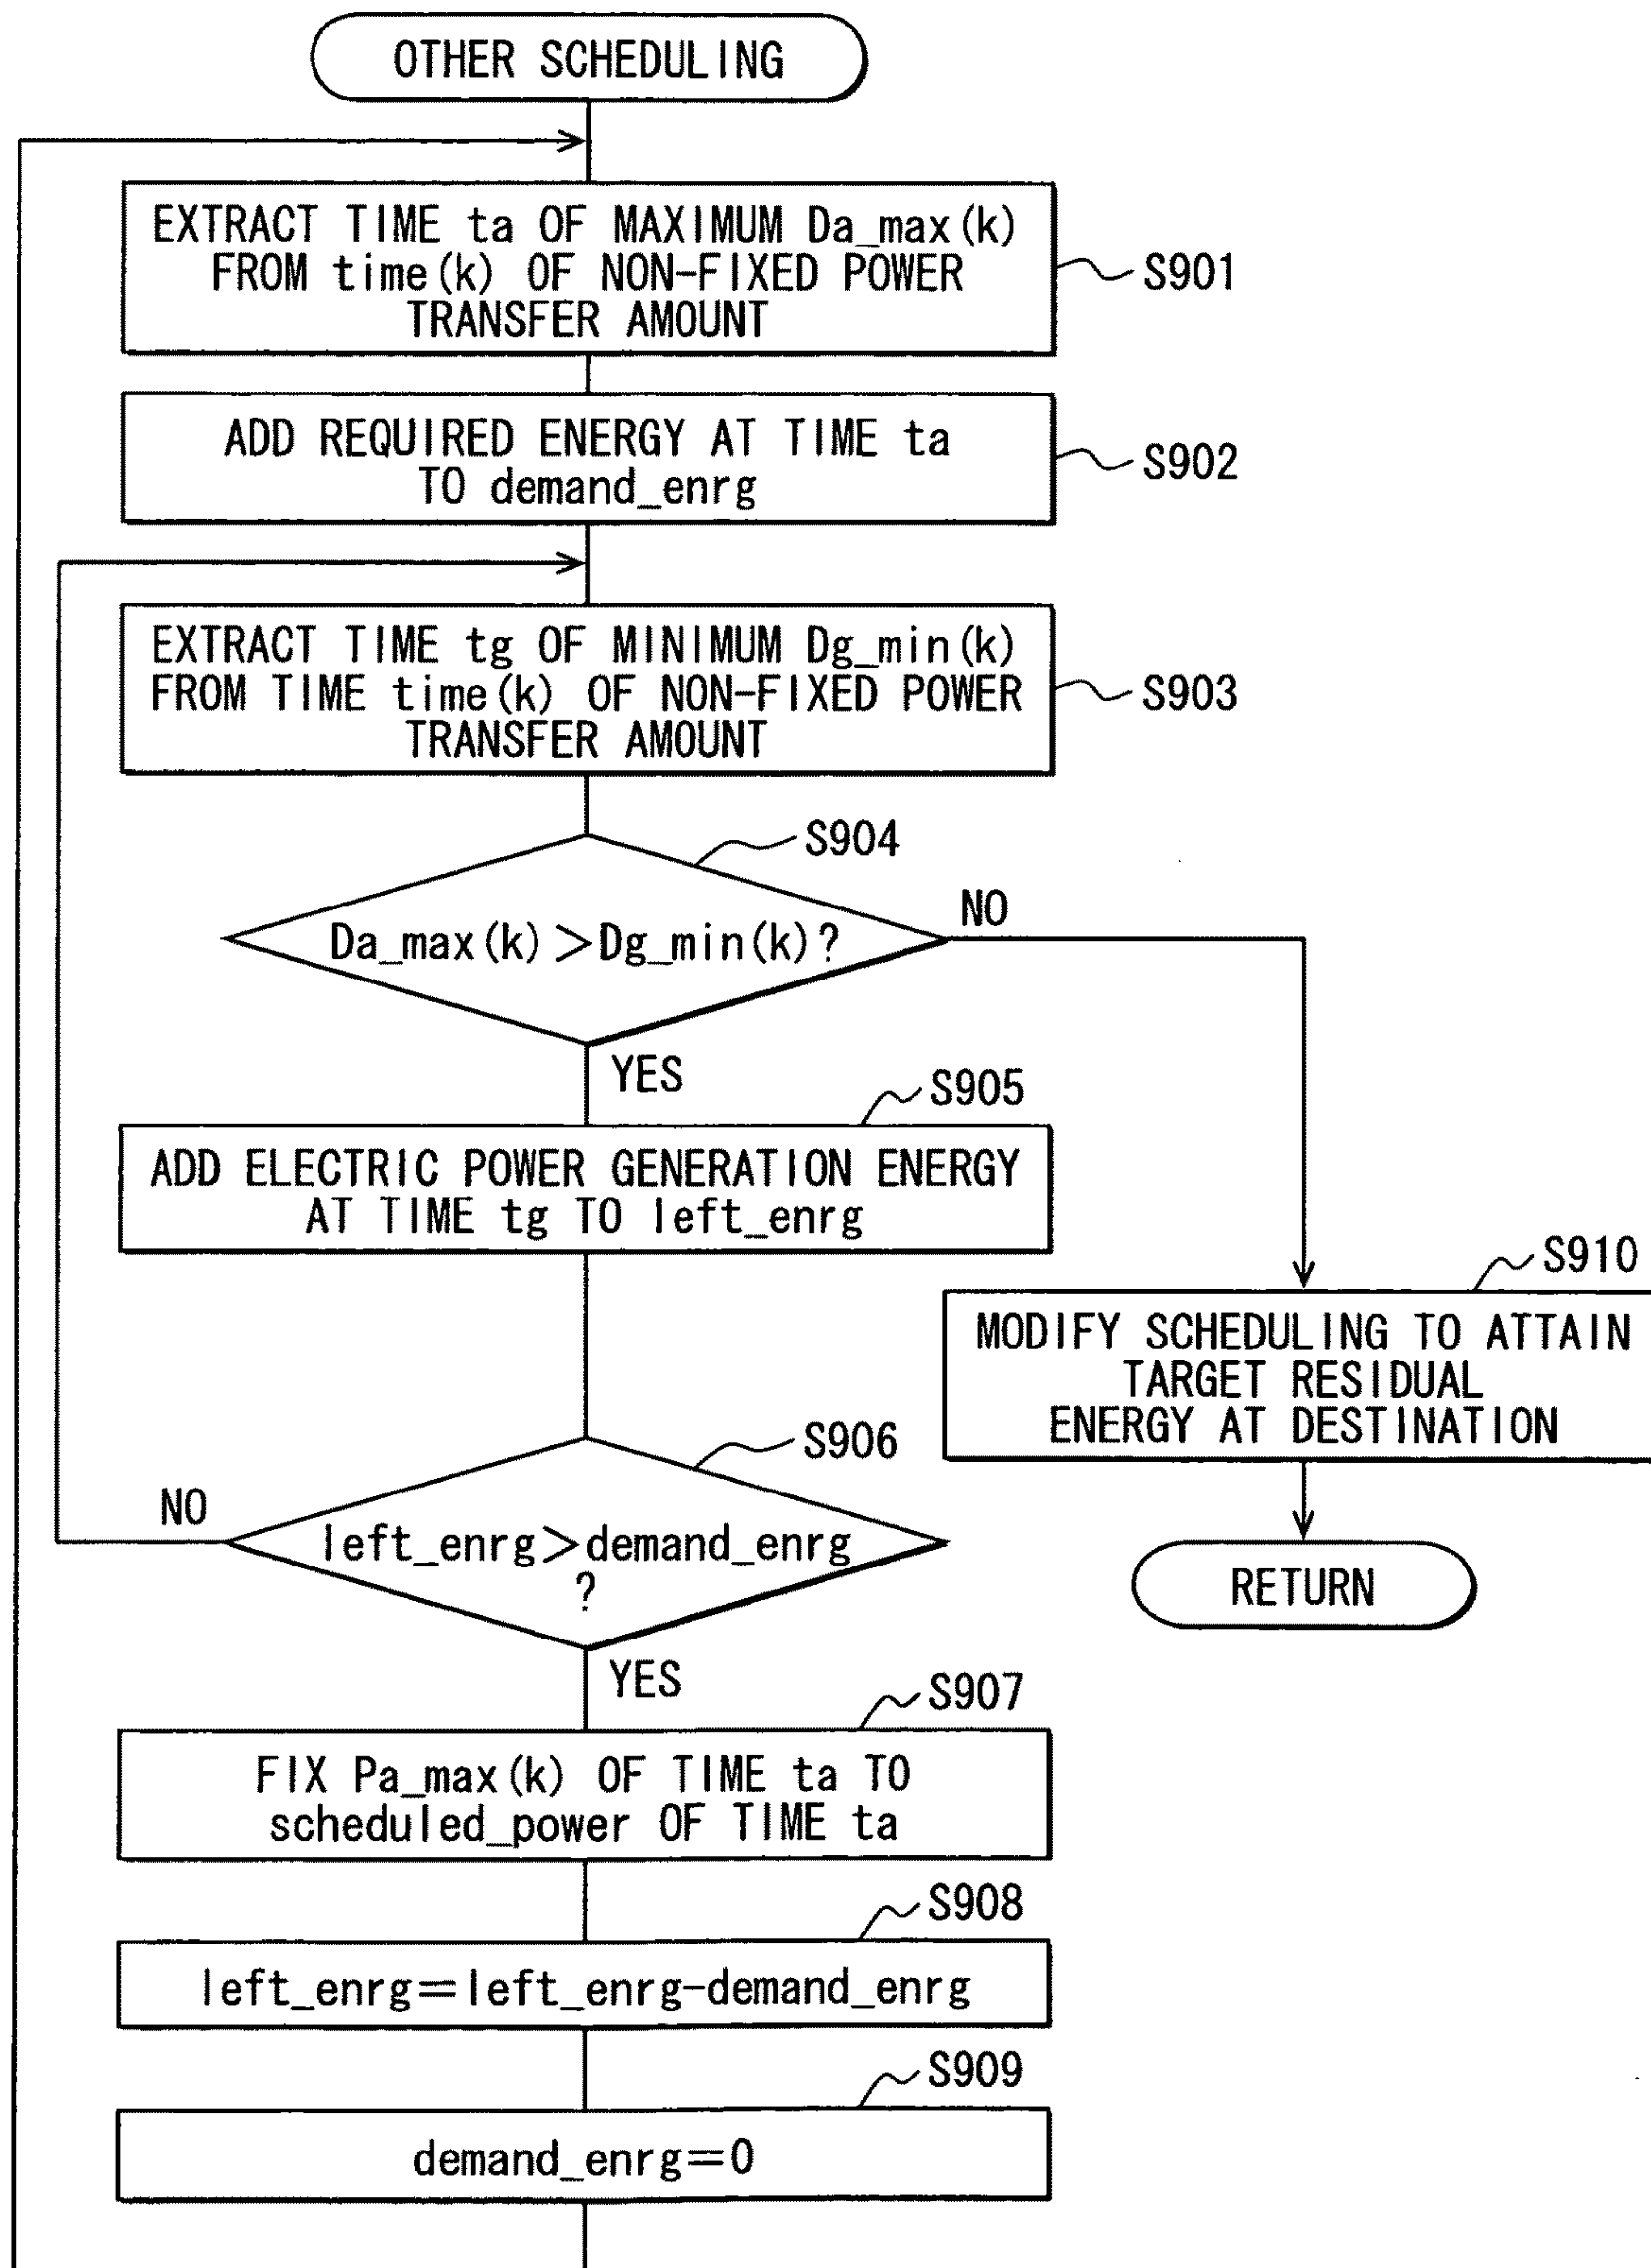 OTHER SCHEDULING
EXTRACT TIME ta OF MAXIMUM Da_max(k)
FROM time(k) OF NON-FIXED POWER
TRANSFER AMOUNT
S901
ADD REQUIRED ENERGY AT TIME ta
TO demand_enrg
S902
EXTRACT TIME tg OF MINIMUM Dg_min(k)
FROM TIME time(k) OF NON-FIXED POWER
TRANSFER AMOUNT
S903
S904
Da_max(k)>Dg_min(k)?
NO
YES
S905
ADD ELECTRIC POWER GENERATION ENERGY
AT TIME tg TO left_enrg
S910
MODIFY SCHEDULING TO ATTAIN
TARGET RESIDUAL
ENERGY AT DESTINATION
RETURN
S906
left_enrg>demand_enrg
?
NO
YES
S907
FIX Pa_max(k) OF TIME ta TO
scheduled_power OF TIME ta
S908
left_enrg=left_enrg-demand_enrg
S909
demand_enrg=0